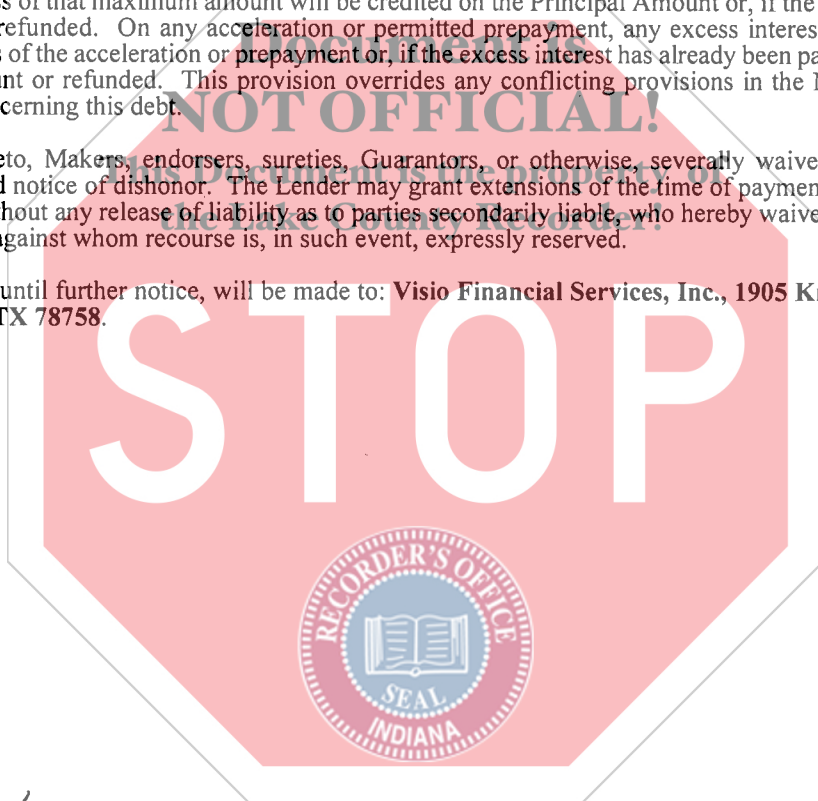 s of that maximum amount will be credited on the Principal Amount or, if the
refunded. On any acceleration or permitted prepayment, any excess interes
s of the acceleration or prepayment or, if the excess interest has already been pa
nt or refunded. This provision overrides any conflicting provisions in the N
cerning this debt.
Document is
NOT OFFICIAL!
This Document is the property of
the Lake County Recorder!
eto, Makers, endorsers, sureties, Guarantors, or otherwise, severally waive
d notice of dishonor. The Lender may grant extensions of the time of paymen
hout any release of liability as to parties secondarily liable, who hereby waive
against whom recourse is, in such event, expressly reserved.
until further notice, will be made to: Visio Financial Services, Inc., 1905 K
TX 78758.
STOP
RECORDER'S OFFICE
SEAL
INDIANA